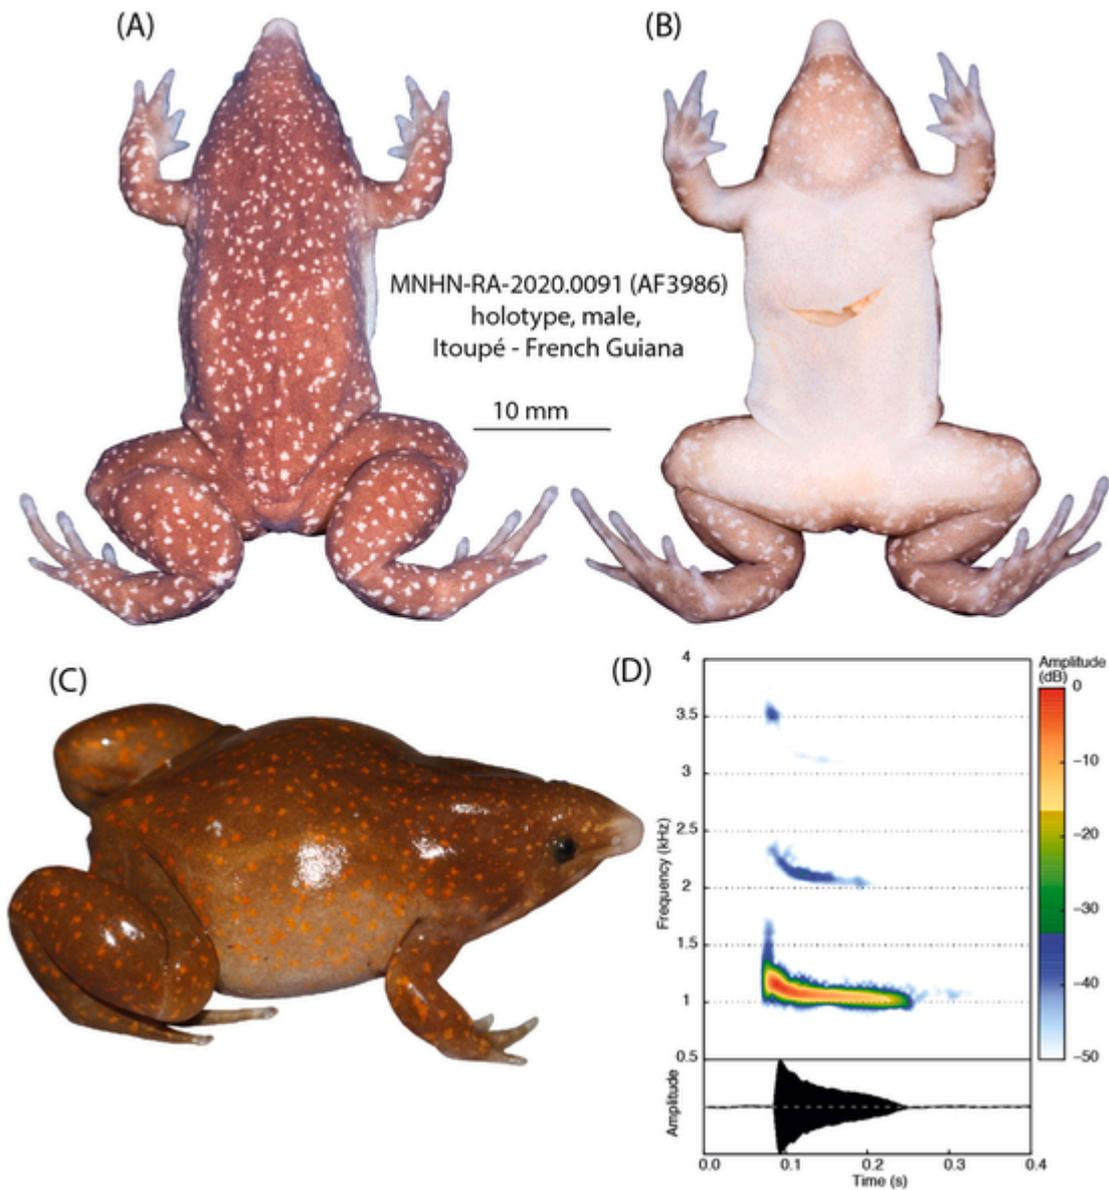 (A)
(B)
MNHN-RA-2020.0091 (AF3986)
holotype, male,
Itoupé - French Guiana
10 mm
(C)
(D)
Amplitude
(dB)
4
3.5
3
2.5
2
1.5
1
0.5
Frequency (kHz)
0
−10
−20
−30
−40
−50
Amplitude
0.0
0.1
0.2
0.3
0.4
Time (s)